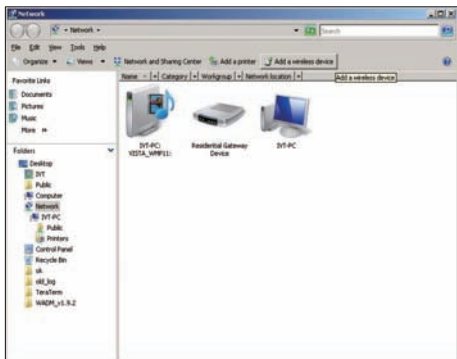 Network
Network
Search
File Edit View Tools Help
Organize Views Network and Sharing Center Add a printer Add a wireless device
Favorite Links
Documents
Pictures
Music
More
Name Category Workgroup Network location
Add a wireless device
IVT-PC:
VISTA_WMP11:
Residential Gateway
Device
IVT-PC
Folders
Desktop
IVT
Public
Computer
Network
IVT-PC
Public
Printers
Control Panel
Recycle Bin
ok
old_log
TeraTerm
WADM_v1.9.2